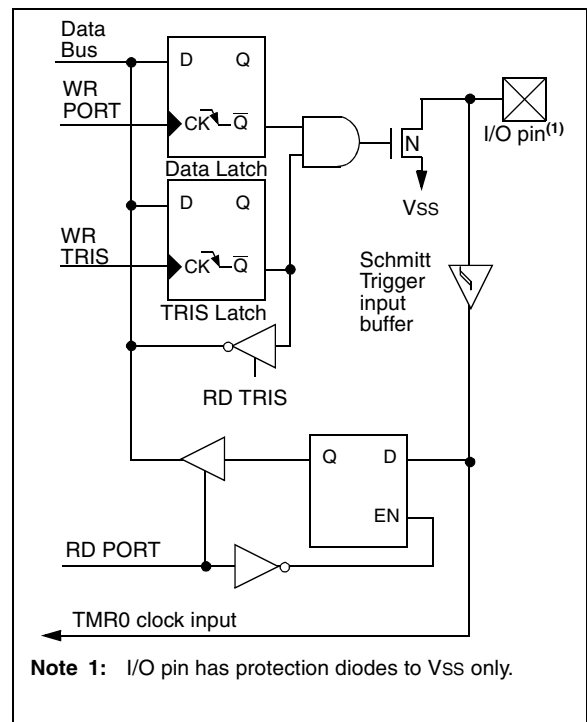 Data
Bus
D Q
WR
PORT
CK Q
I/O pin(1)
N
Data Latch
VSS
D Q
WR
TRIS
CK Q
Schmitt
Trigger
input
buffer
TRIS Latch
RD TRIS
Q D
EN
RD PORT
TMR0 clock input
Note 1: I/O pin has protection diodes to VSS only.